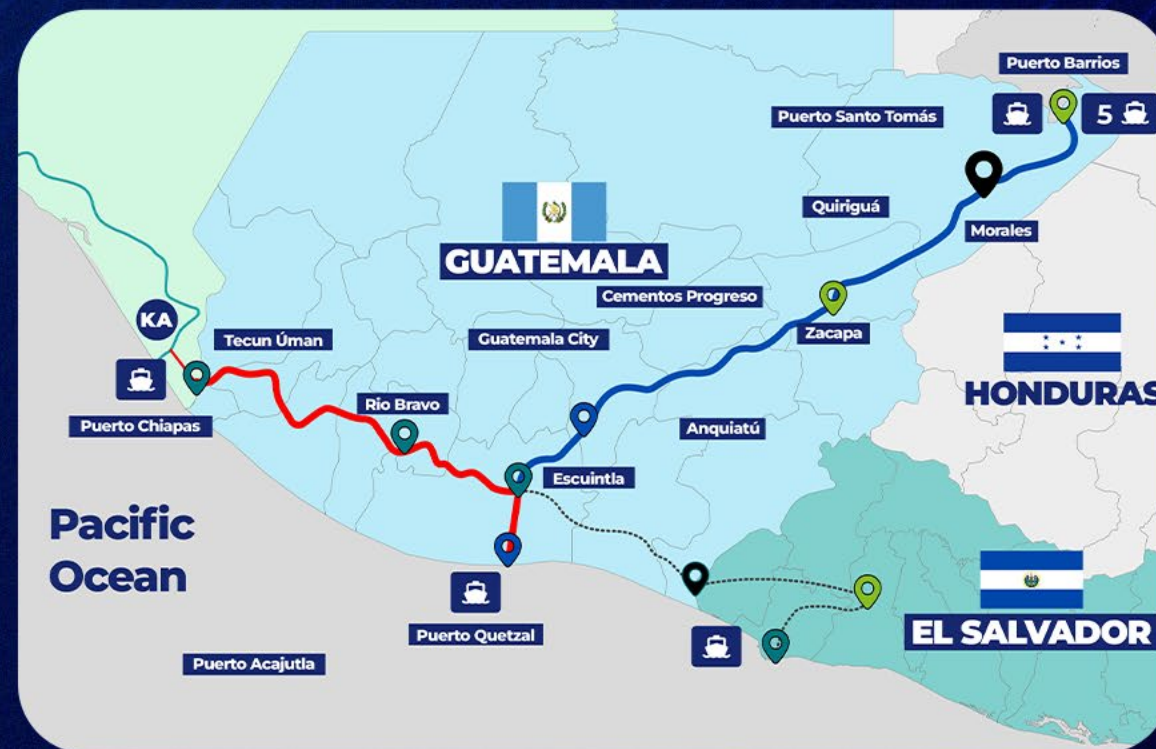 Puerto Barrios
5
Puerto Santo Tomás
Quiriguá
Morales
GUATEMALA
Cementos Progreso
KA
Tecun Úman
Guatemala City
Zacapa
HONDURAS
Rio Bravo
Puerto Chiapas
Anquiatú
Escuintla
Pacific
Ocean
Puerto Quetzal
EL SALVADOR
Puerto Acajutla